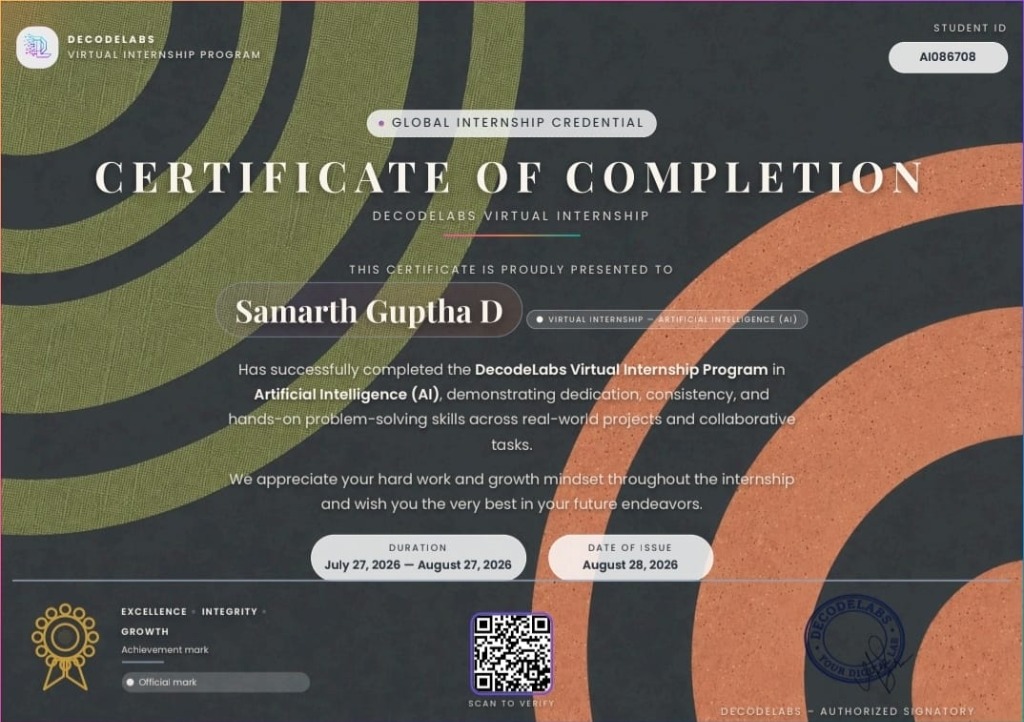 DECODELABS
VIRTUAL INTERNSHIP PROGRAM
STUDENT ID
AI086708
GLOBAL INTERNSHIP CREDENTIAL
CERTIFICATE OF COMPLETION
DECODELABS VIRTUAL INTERNSHIP
THIS CERTIFICATE IS PROUDLY PRESENTED TO
Samarth Guptha D
VIRTUAL INTERNSHIP — ARTIFICIAL INTELLIGENCE (AI)
Has successfully completed the DecodeLabs Virtual Internship Program in
Artificial Intelligence (AI), demonstrating dedication, consistency, and
hands-on problem-solving skills across real-world projects and collaborative
tasks.
We appreciate your hard work and growth mindset throughout the internship
and wish you the very best in your future endeavors.
DURATION
July 27, 2026 — August 27, 2026
DATE OF ISSUE
August 28, 2026
EXCELLENCE • INTEGRITY •
GROWTH
Achievement mark
Official mark
SCAN TO VERIFY
DECODELABS
YOUR DIGITAL
DECODELABS – AUTHORIZED SIGNATORY